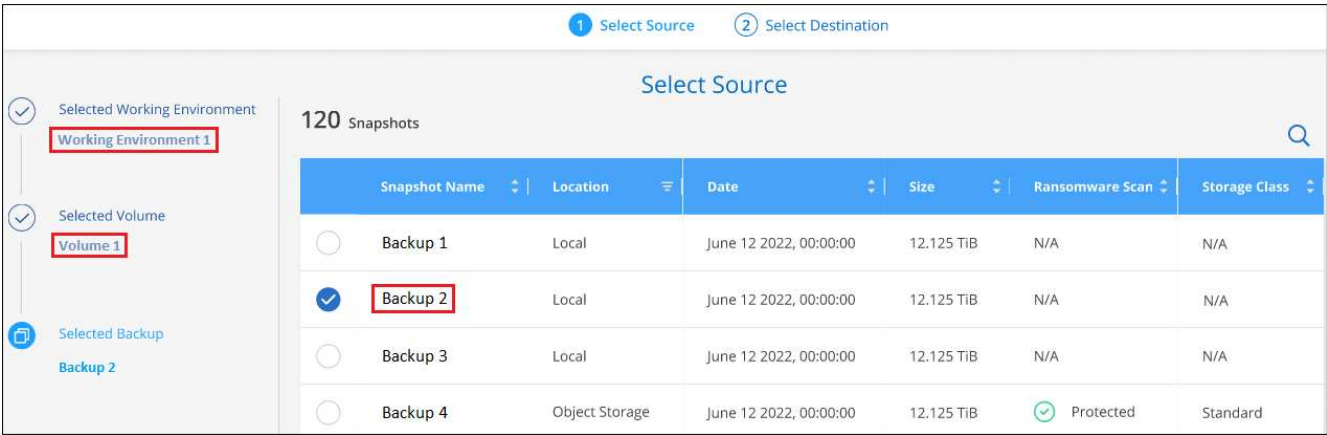 1 Select Source 2 Select Destination
Select Source
Selected Working Environment
Working Environment 1
Selected Volume
Volume 1
Selected Backup
Backup 2
120 Snapshots
Snapshot Name Location Date Size Ransomware Scan Storage Class
Backup 1 Local June 12 2022, 00:00:00 12.125 TiB N/A N/A
Backup 2 Local June 12 2022, 00:00:00 12.125 TiB N/A N/A
Backup 3 Local June 12 2022, 00:00:00 12.125 TiB N/A N/A
Backup 4 Object Storage June 12 2022, 00:00:00 12.125 TiB Protected Standard